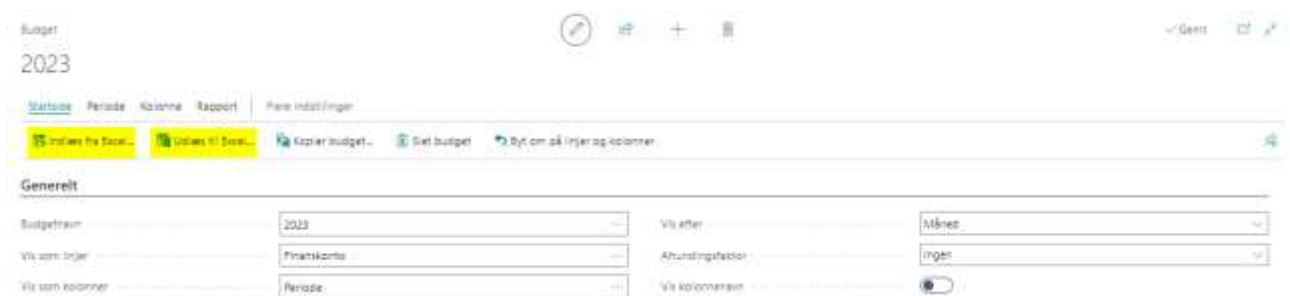 Budget
Gemt
2023
Startside Periode Kolonne Rapport Flere indstillinger
Indlæs fra Excel... Udlæs til Excel... Kopier budget... Slet budget Byt om på linjer og kolonner
Generelt
Budgetnavn 2023 Vis efter Måned
Vis som linjer Finanskonto Afrundingsfaktor Ingen
Vis som kolonner Periode Vis kolonnenavn